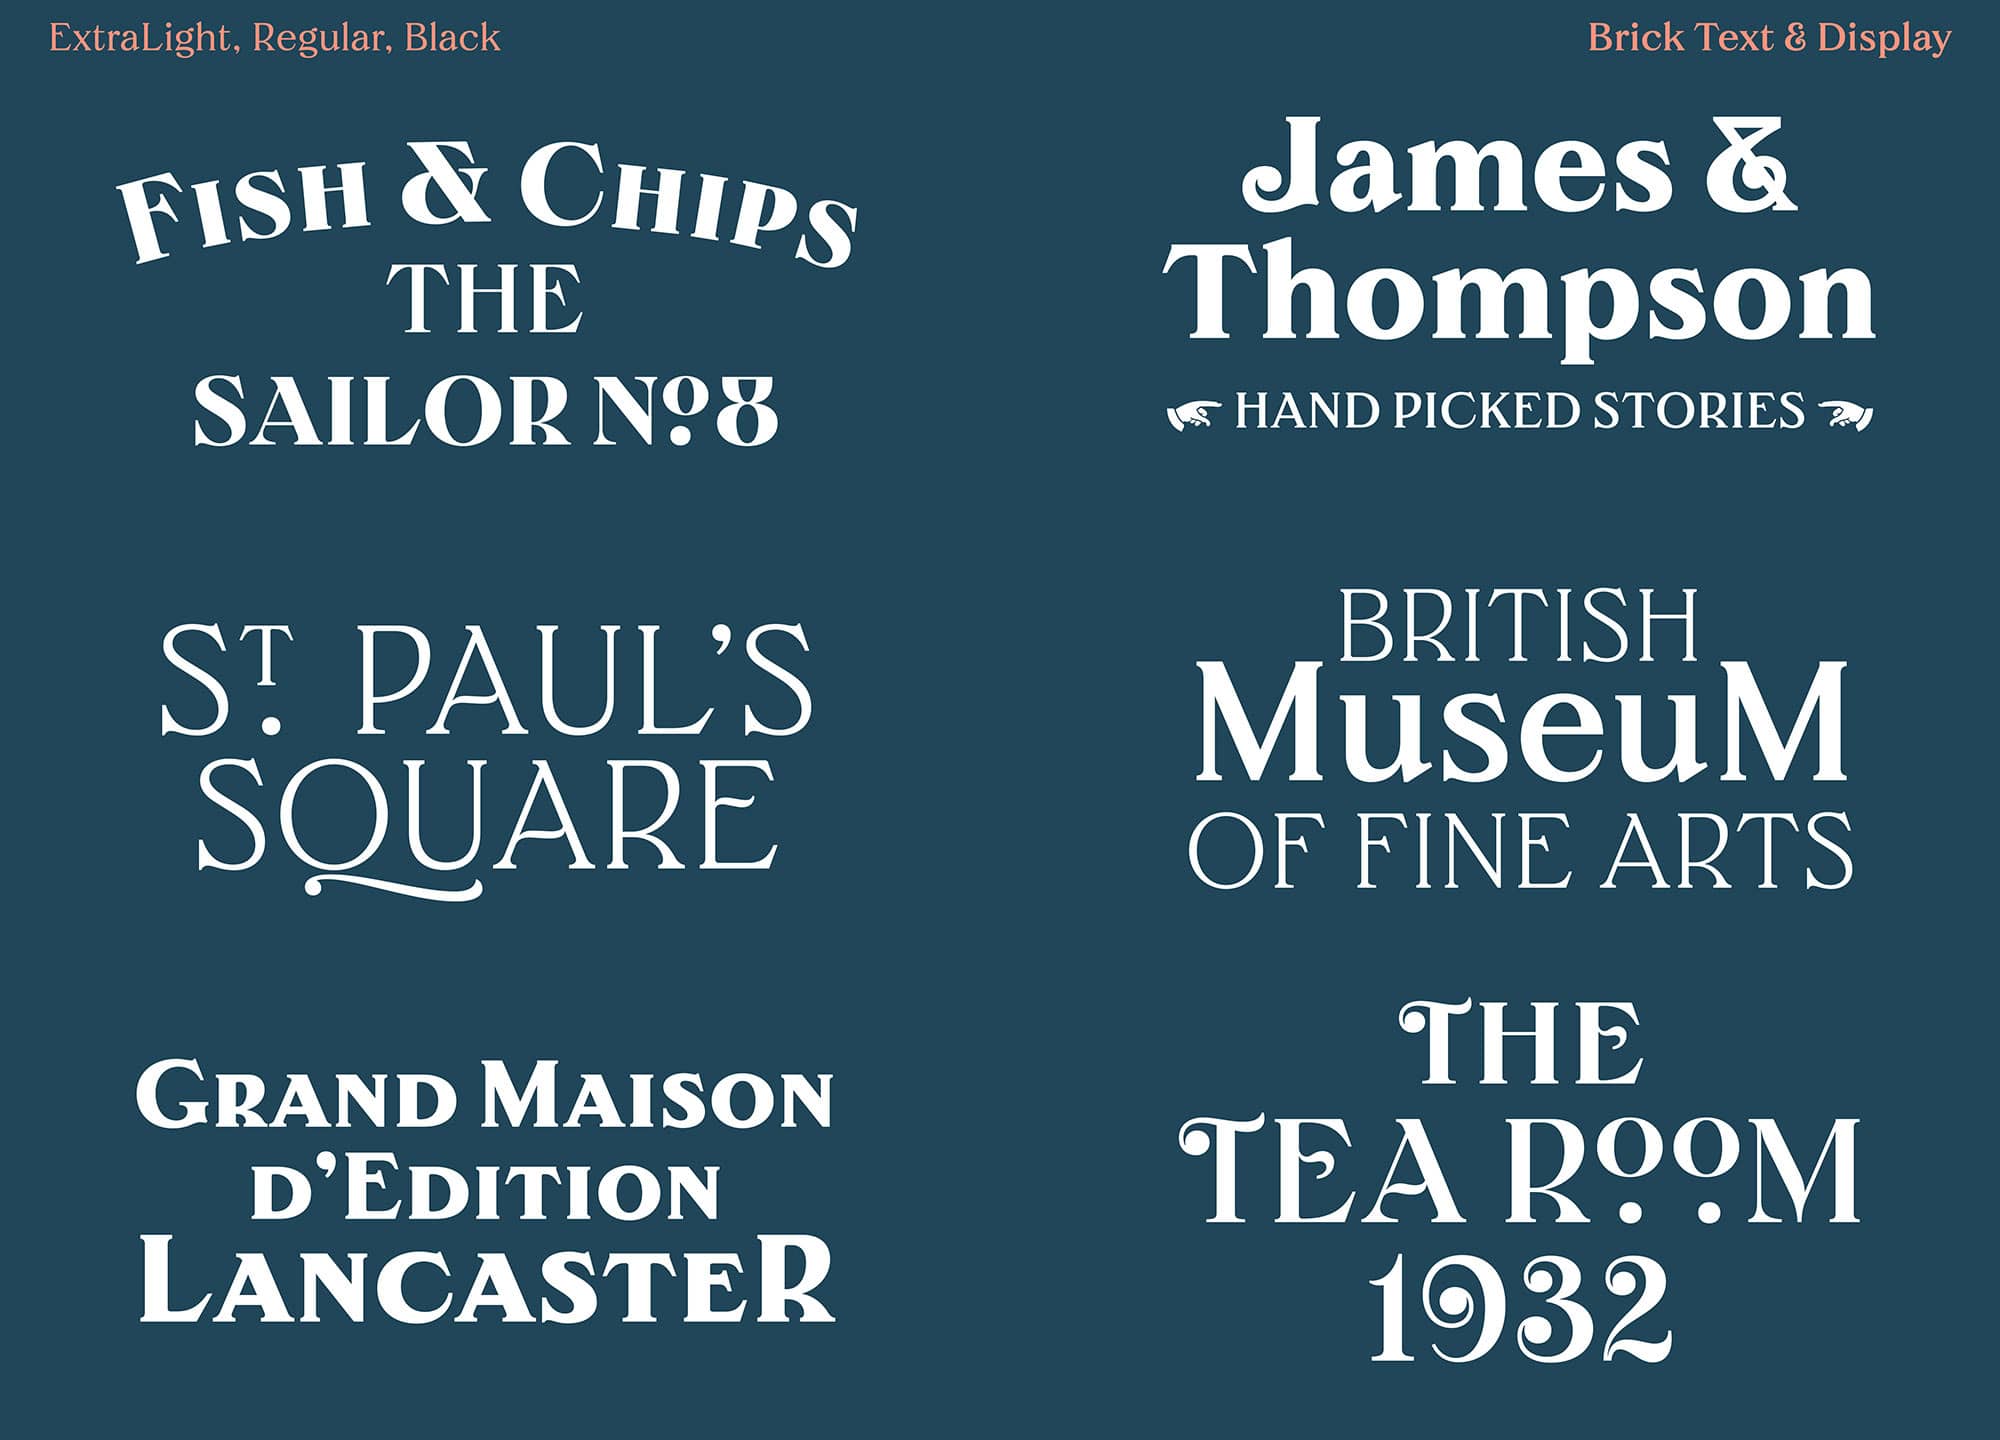 ExtraLight, Regular, Black
Brick Text & Display
FISH & CHIPS
THE
SAILOR Nº8
James &
Thompson
HAND PICKED STORIES
ST. PAUL’S
SQUARE
BRITISH
MuseuM
OF FINE ARTS
GRAND MAISON
D’EDITION
LANCASTER
THE
TEA ROOM
1932